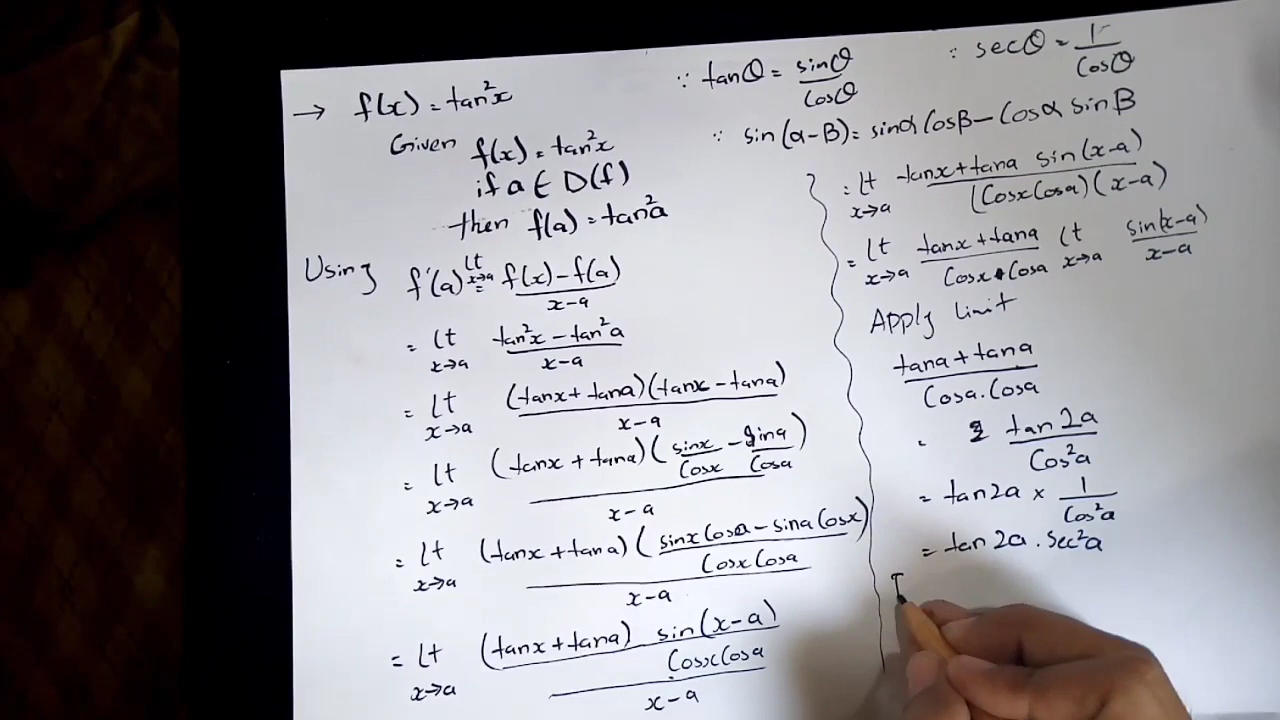 → f(x) = tan²x
∵ tanθ = sinθ/cosθ
∵ secθ = 1/cosθ
Given f(x) = tan²x
∵ sin(α-β) = sinα cosβ - cosα sinβ
if a ∈ D(f)
then f(a) = tan²a
Using f'(a) = Lt x→a f(x) - f(a) / x-a
= Lt x→a tan²x - tan²a / x-a
= Lt x→a (tanx + tana)(tanx - tana) / x-a
= Lt x→a (tanx + tana)(sinx/cosx - sina/cosa) / x-a
= Lt x→a (tanx + tana)(sinx cosa - sina cosx / cosx cosa) / x-a
= Lt x→a (tanx + tana) sin(x-a) / cosx cosa / x-a
= Lt x→a tanx + tana sin(x-a) / (cosx cosa)(x-a)
= Lt x→a tanx + tana / cosx . cosa Lt x→a sin(x-a) / x-a
Apply limit
tana + tana / cosa . cosa
= tan2a / cos²a
= tan2a × 1/cos²a
= tan2a . sec²a